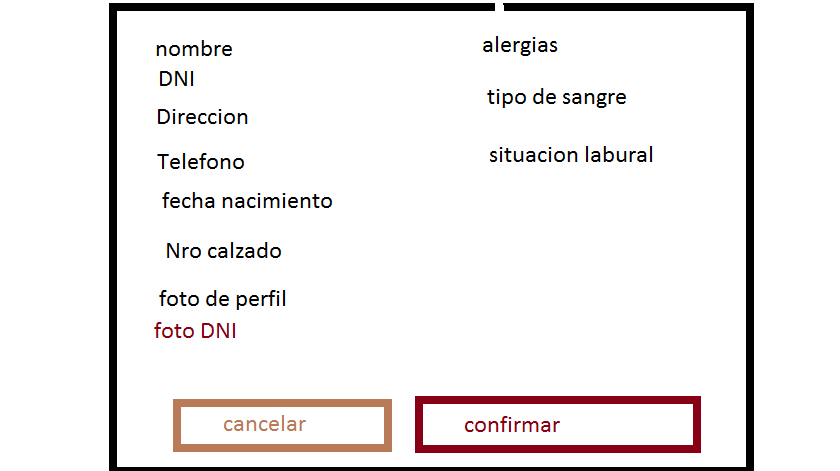 nombre
DNI
Direccion
Telefono
fecha nacimiento
Nro calzado
foto de perfil
foto DNI
alergias
tipo de sangre
situacion labural
cancelar
confirmar